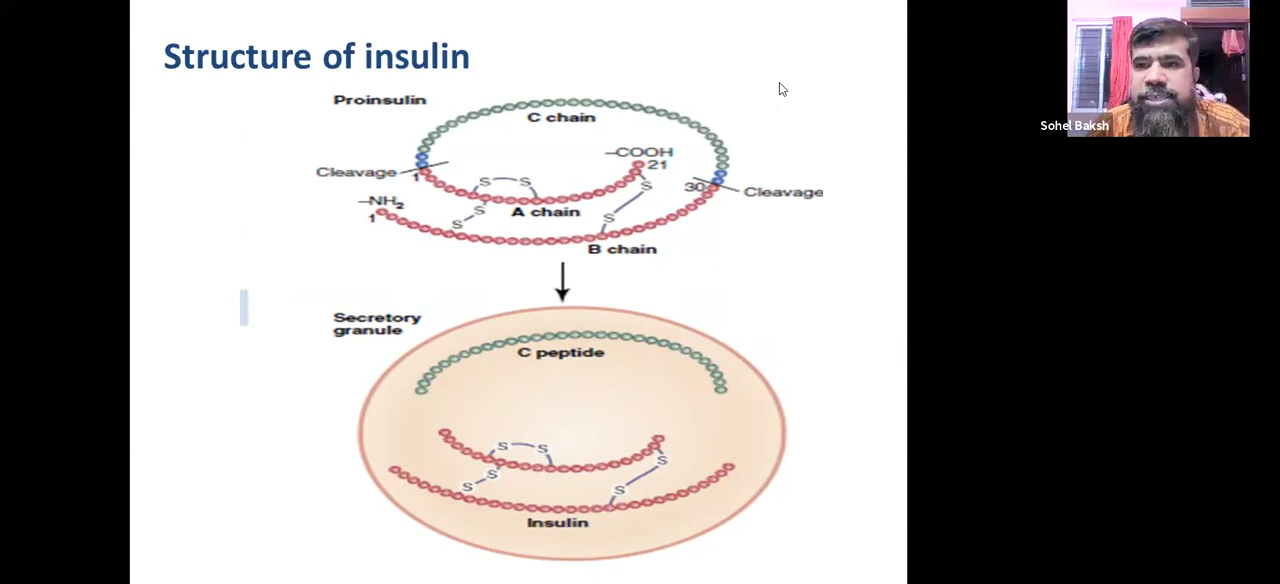 Structure of insulin
Proinsulin
C chain
–COOH
21
Cleavage
1
S S
S
30
Cleavage
–NH₂
1
S
S
A chain
S
B chain
Secretory
granule
C peptide
S S
S
S
S
S
Insulin
Sohel Baksh